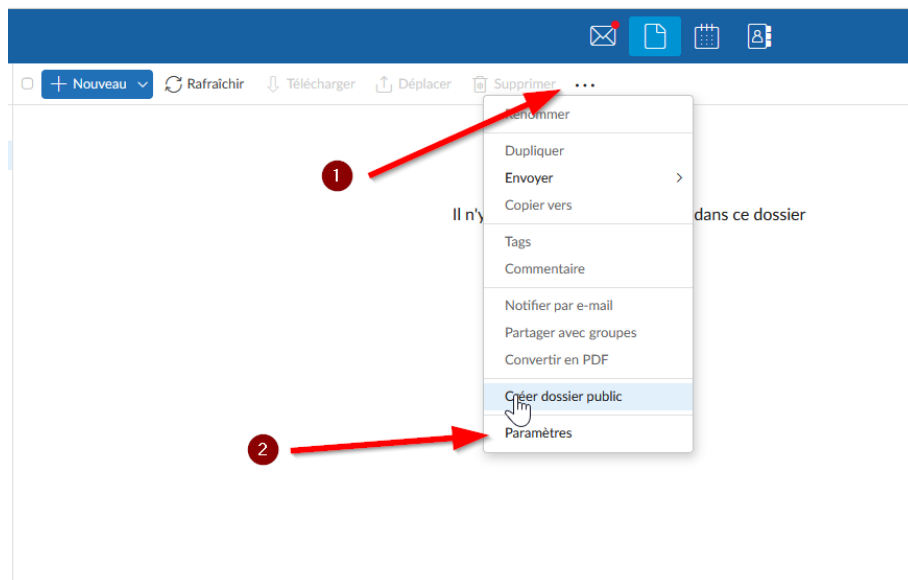 Nouveau Rafraîchir Télécharger Déplacer Supprimer ...
Renommer
1
Dupliquer
Envoyer
Copier vers
Il n'y dans ce dossier
Tags
Commentaire
Notifier par e-mail
Partager avec groupes
Convertir en PDF
Créer dossier public
Paramètres
2